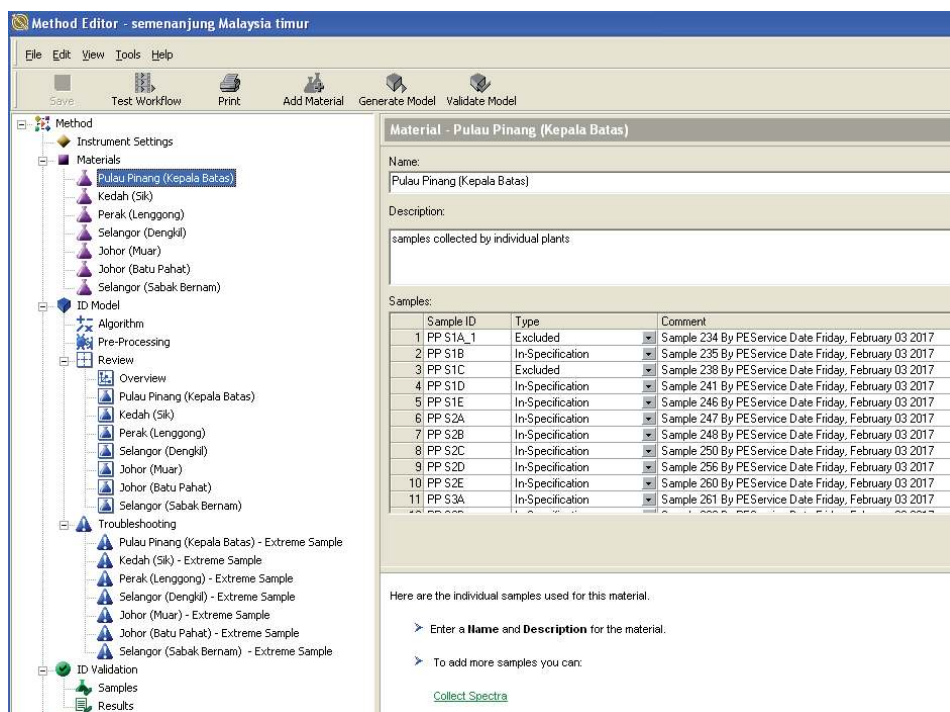 Method Editor - semenanjung Malaysia timur
File Edit View Tools Help
Save Test Workflow Print Add Material Generate Model Validate Model
Method
Instrument Settings
Materials
Pulau Pinang (Kepala Batas)
Kedah (Sik)
Perak (Lenggong)
Selangor (Dengkil)
Johor (Muar)
Johor (Batu Pahat)
Selangor (Sabak Bernam)
ID Model
Algorithm
Pre-Processing
Review
Overview
Pulau Pinang (Kepala Batas)
Kedah (Sik)
Perak (Lenggong)
Selangor (Dengkil)
Johor (Muar)
Johor (Batu Pahat)
Selangor (Sabak Bernam)
Troubleshooting
Pulau Pinang (Kepala Batas) - Extreme Sample
Kedah (Sik) - Extreme Sample
Perak (Lenggong) - Extreme Sample
Selangor (Dengkil) - Extreme Sample
Johor (Muar) - Extreme Sample
Johor (Batu Pahat) - Extreme Sample
Selangor (Sabak Bernam) - Extreme Sample
ID Validation
Samples
Results
Material - Pulau Pinang (Kepala Batas)
Name:
Pulau Pinang (Kepala Batas)
Description:
samples collected by individual plants
Samples:
Sample ID Type Comment
1 PP S1A_1 Excluded Sample 234 By PEService Date Friday, February 03 2017
2 PP S1B In-Specification Sample 235 By PEService Date Friday, February 03 2017
3 PP S1C Excluded Sample 238 By PEService Date Friday, February 03 2017
4 PP S1D In-Specification Sample 241 By PEService Date Friday, February 03 2017
5 PP S1E In-Specification Sample 246 By PEService Date Friday, February 03 2017
6 PP S2A In-Specification Sample 247 By PEService Date Friday, February 03 2017
7 PP S2B In-Specification Sample 248 By PEService Date Friday, February 03 2017
8 PP S2C In-Specification Sample 250 By PEService Date Friday, February 03 2017
9 PP S2D In-Specification Sample 256 By PEService Date Friday, February 03 2017
10 PP S2E In-Specification Sample 260 By PEService Date Friday, February 03 2017
11 PP S3A In-Specification Sample 261 By PEService Date Friday, February 03 2017
Here are the individual samples used for this material.
Enter a Name and Description for the material.
To add more samples you can:
Collect Spectra